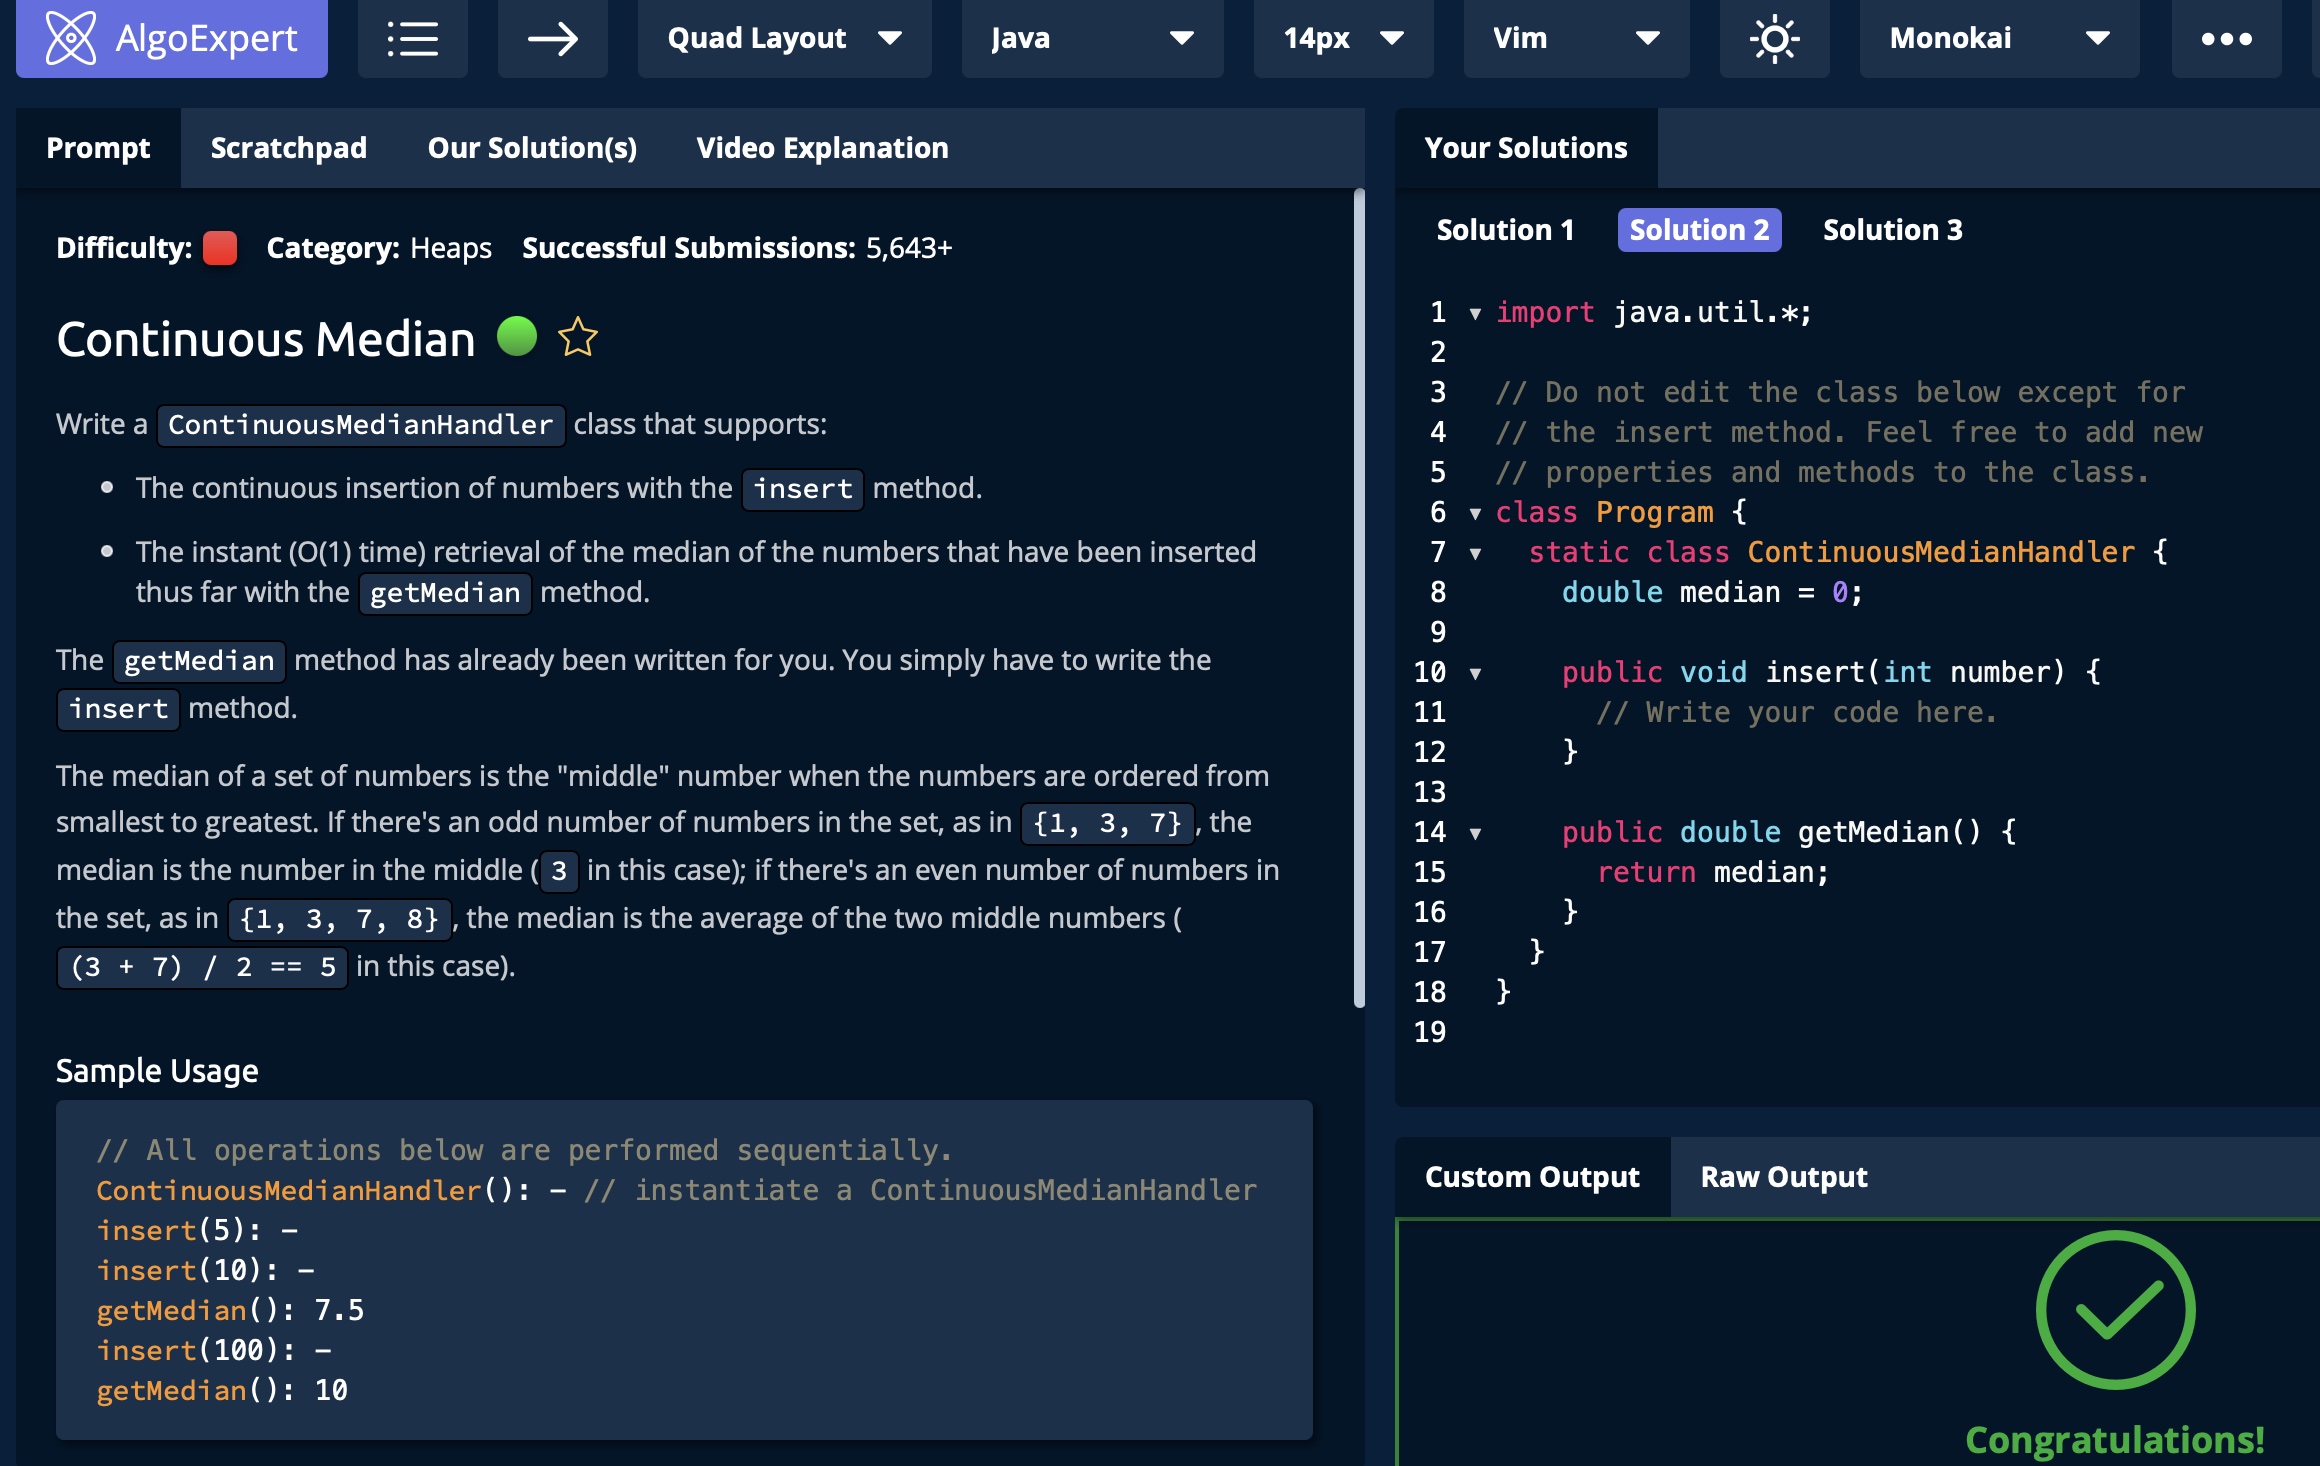 AlgoExpert Quad Layout Java 14px Vim Monokai
Prompt Scratchpad Our Solution(s) Video Explanation
Difficulty: Category: Heaps Successful Submissions: 5,643+
Continuous Median
Write a ContinuousMedianHandler class that supports:
The continuous insertion of numbers with the insert method.
The instant (O(1) time) retrieval of the median of the numbers that have been inserted
thus far with the getMedian method.
The getMedian method has already been written for you. You simply have to write the
insert method.
The median of a set of numbers is the "middle" number when the numbers are ordered from
smallest to greatest. If there's an odd number of numbers in the set, as in {1, 3, 7}, the
median is the number in the middle (3 in this case); if there's an even number of numbers in
the set, as in {1, 3, 7, 8}, the median is the average of the two middle numbers (
(3 + 7) / 2 == 5 in this case).
Sample Usage
// All operations below are performed sequentially.
ContinuousMedianHandler(): - // instantiate a ContinuousMedianHandler
insert(5): -
insert(10): -
getMedian(): 7.5
insert(100): -
getMedian(): 10
Your Solutions
Solution 1 Solution 2 Solution 3
1 import java.util.*;
2
3 // Do not edit the class below except for
4 // the insert method. Feel free to add new
5 // properties and methods to the class.
6 class Program {
7 static class ContinuousMedianHandler {
8 double median = 0;
9
10 public void insert(int number) {
11 // Write your code here.
12 }
13
14 public double getMedian() {
15 return median;
16 }
17 }
18 }
19
Custom Output Raw Output
Congratulations!